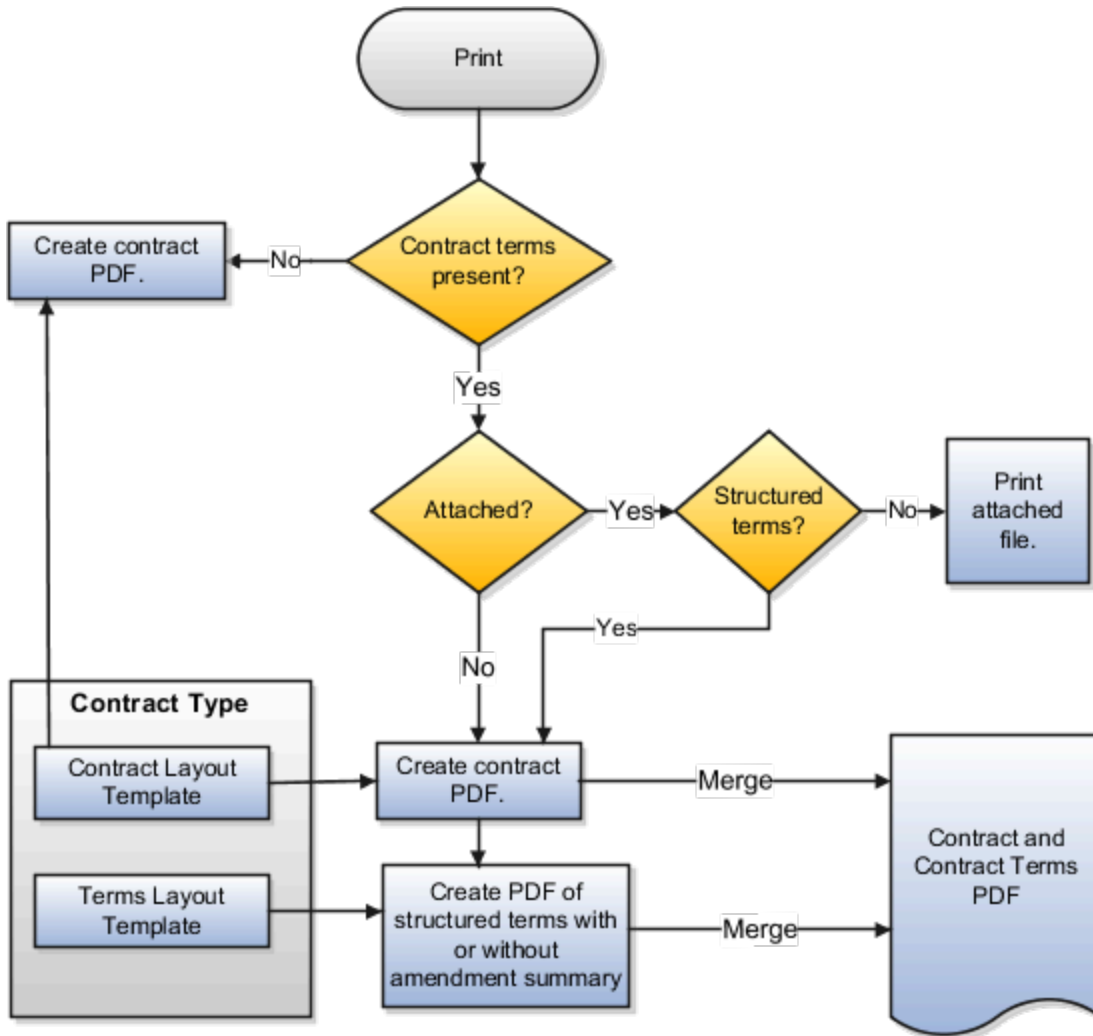 Print
Contract terms
present?
No
Create contract
PDF.
Yes
Attached?
Yes
Structured
terms?
No
Print
attached
file.
Yes
No
Contract Type
Contract Layout
Template
Create contract
PDF.
Merge
Contract and
Contract Terms
PDF
Terms Layout
Template
Create PDF of
structured terms with
or without
amendment summary
Merge